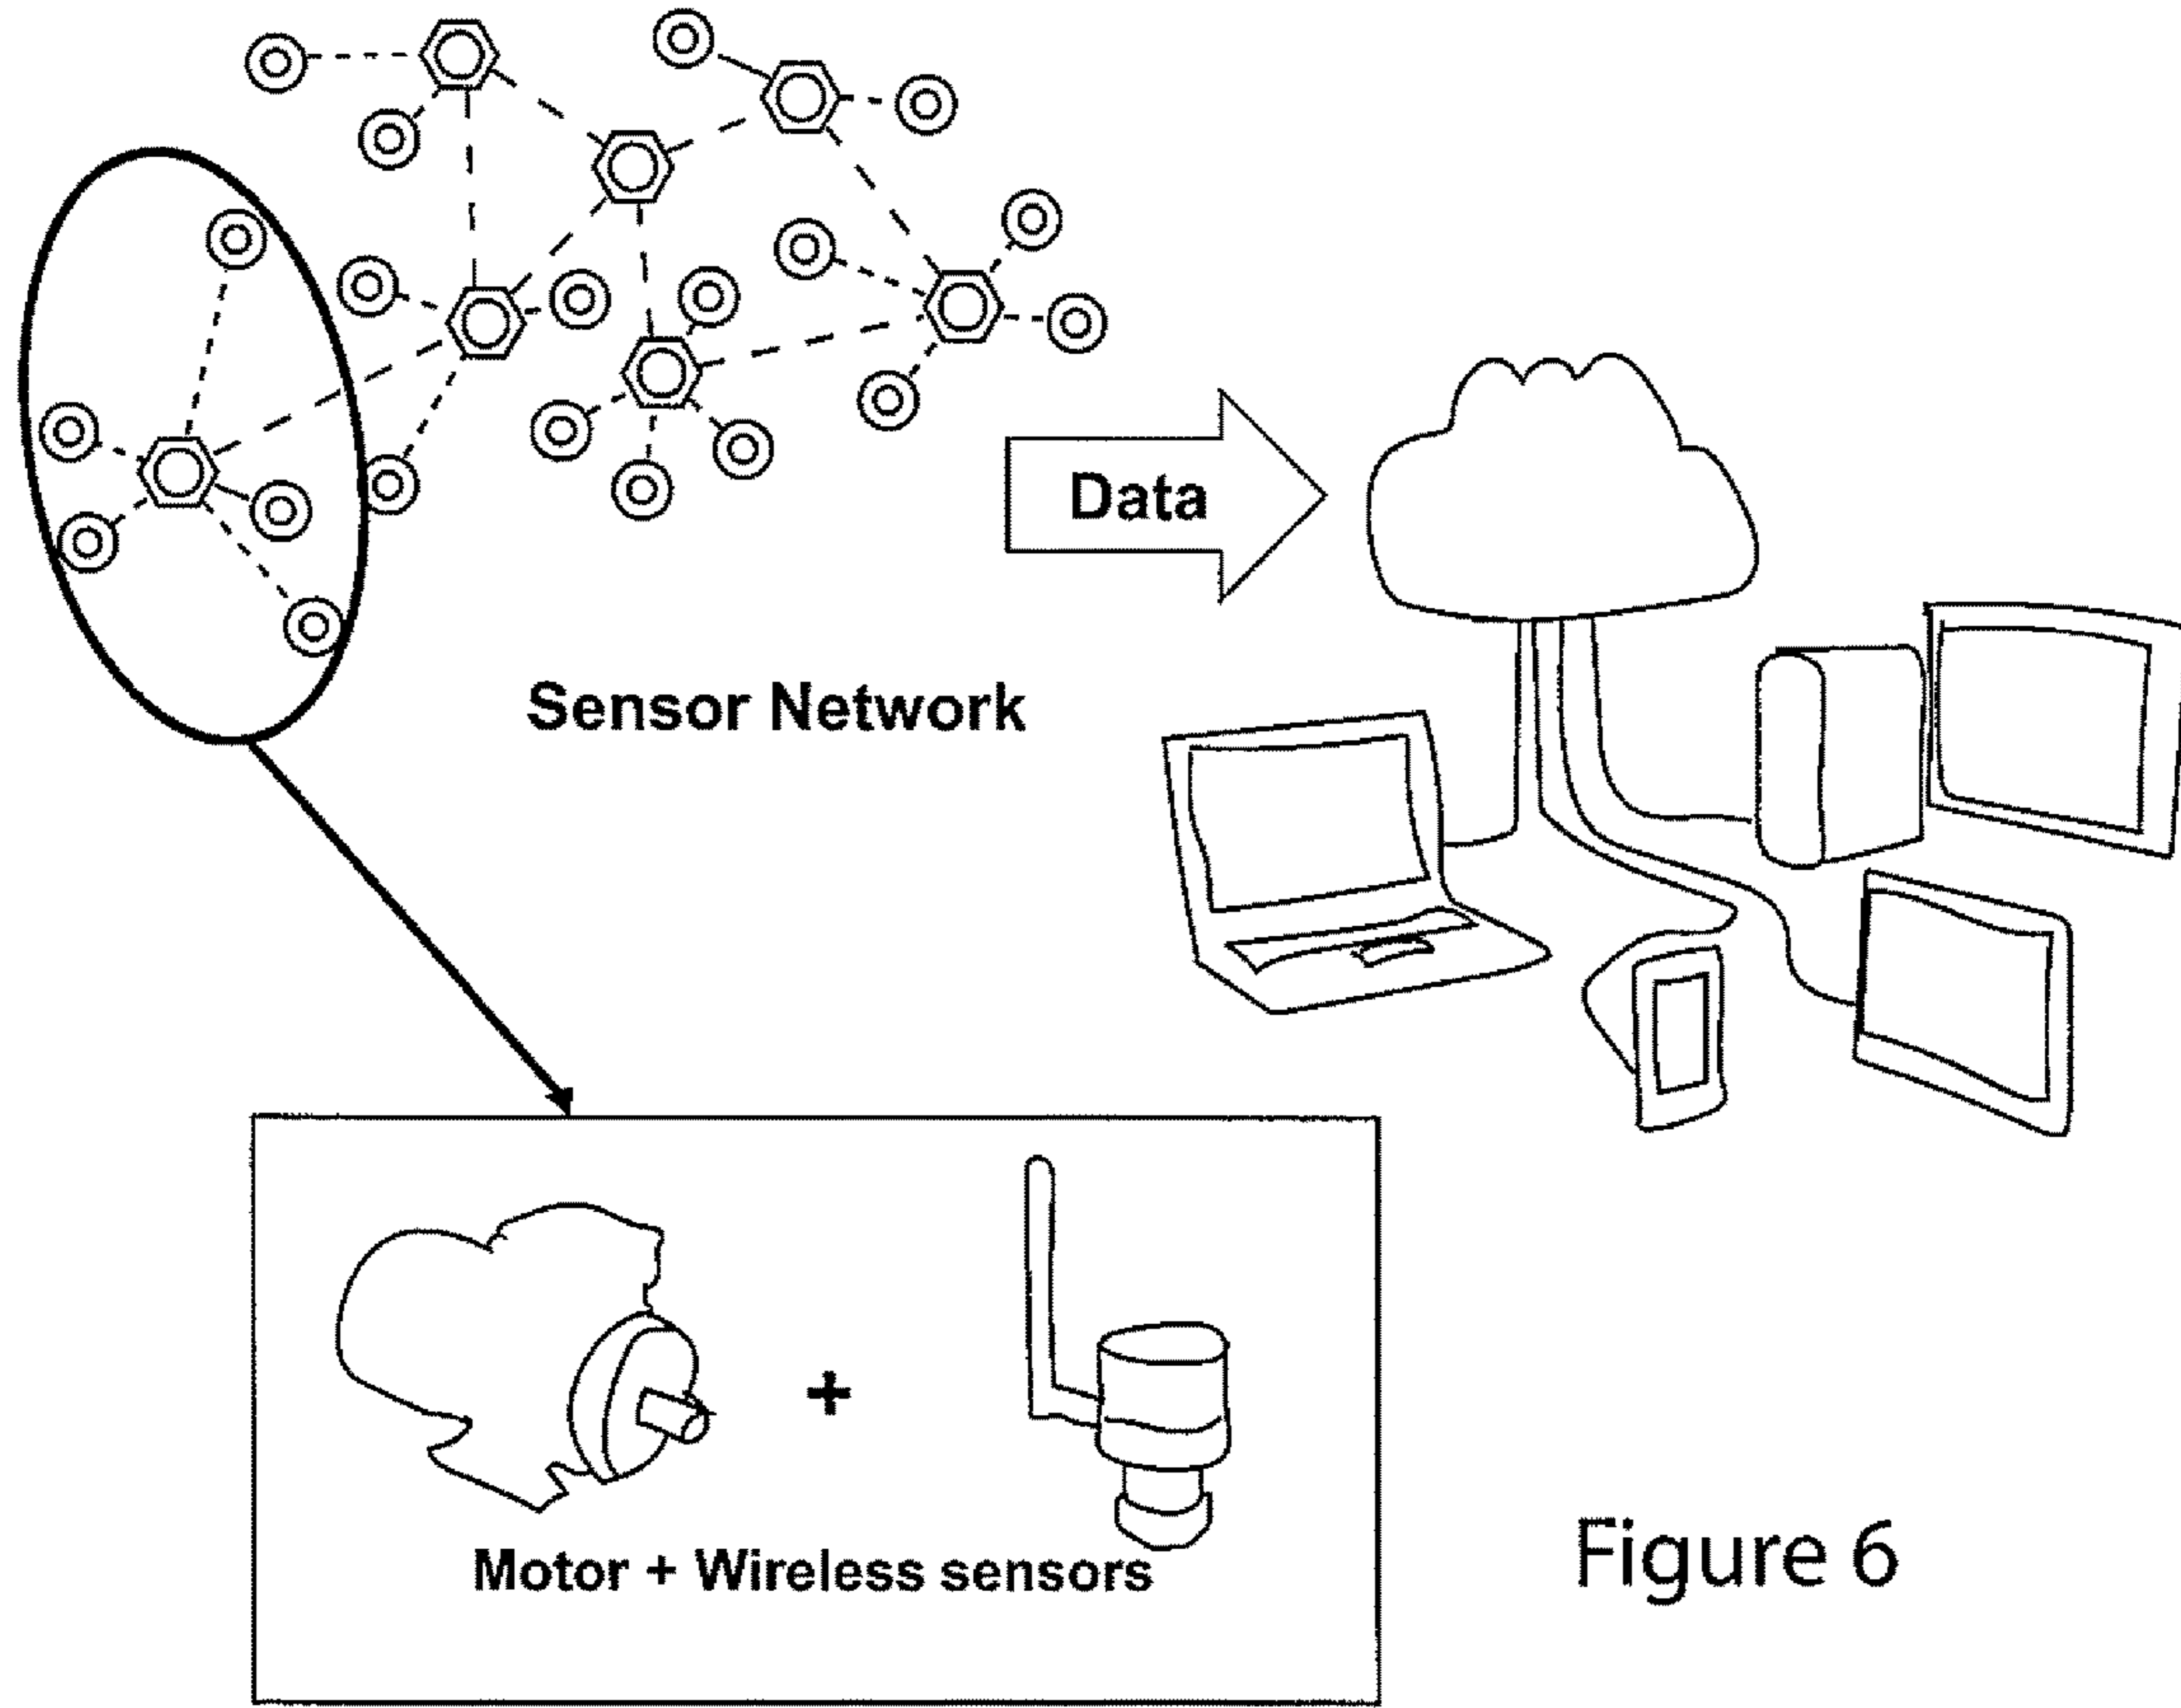 Data
Sensor Network
+
Motor + Wireless sensors
Figure 6